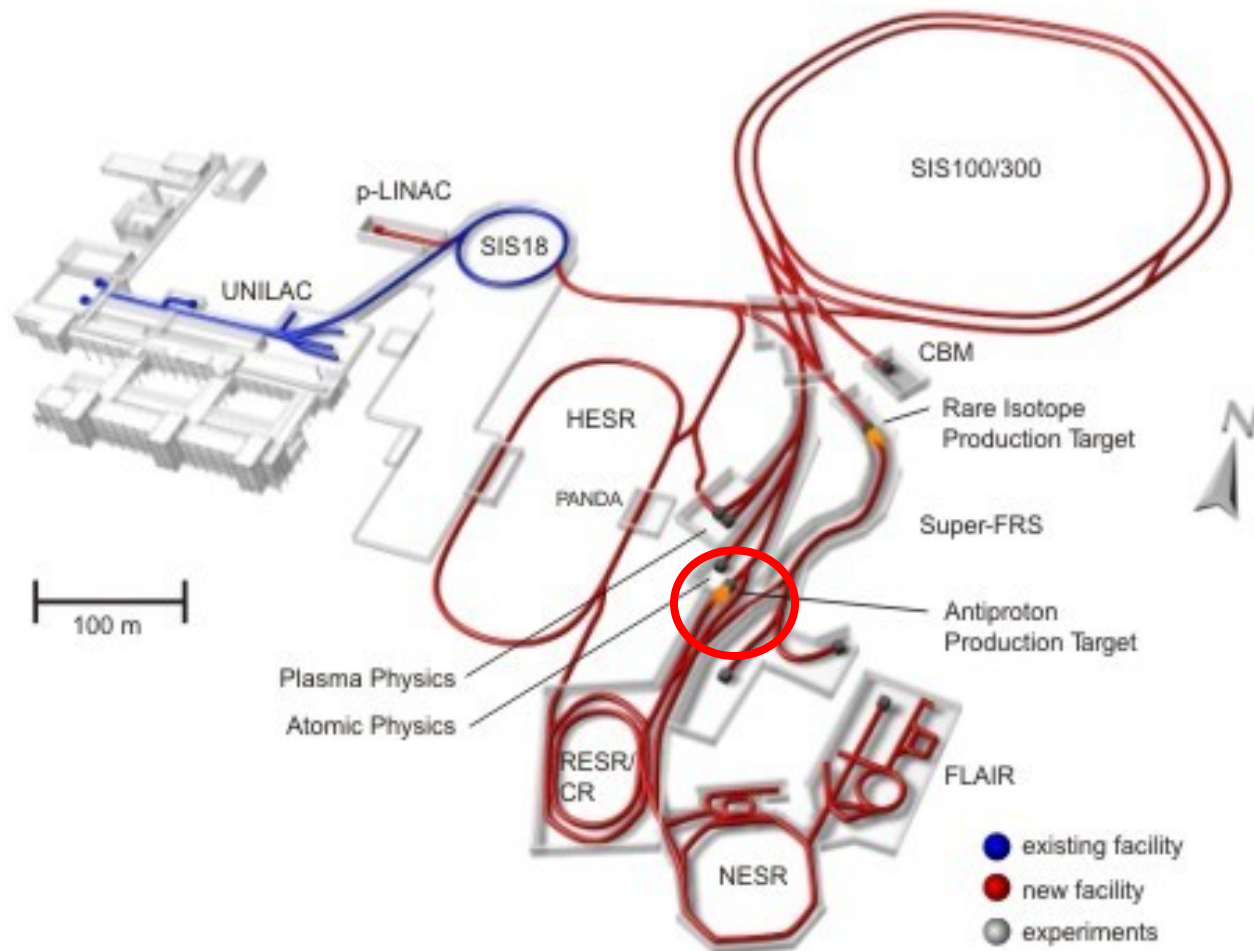 SIS100/300
p-LINAC
SIS18
UNILAC
CBM
Rare Isotope
Production Target
N
HESR
PANDA
Super-FRS
100 m
Antiproton
Production Target
Plasma Physics
Atomic Physics
RESR/
CR
FLAIR
NESR
existing facility
new facility
experiments